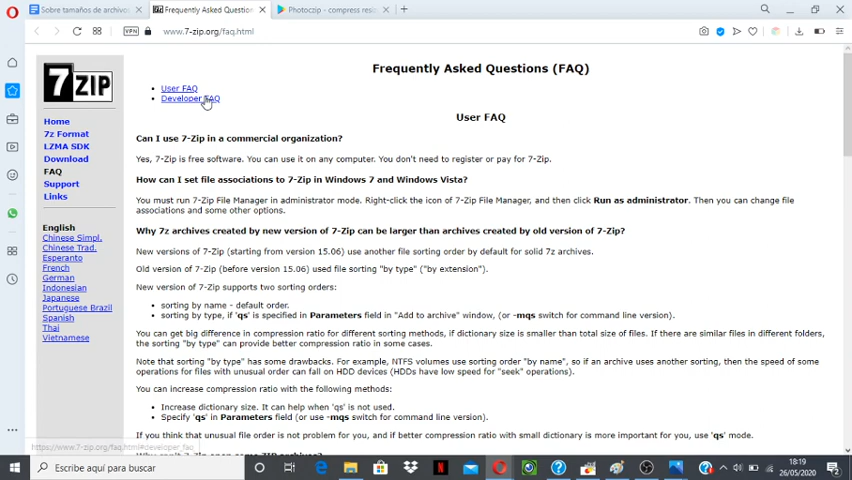 Sobre tamaños de archivos
Frequently Asked Questions
Photoczip - compress resi
VPN
www.7-zip.org/faq.html
7ZIP
Home
7z Format
LZMA SDK
Download
FAQ
Support
Links
English
Chinese Simpl.
Chinese Trad.
Esperanto
French
German
Indonesian
Japanese
Portuguese Brazil
Spanish
Thai
Vietnamese
Frequently Asked Questions (FAQ)
User FAQ
Developer FAQ
User FAQ
Can I use 7-Zip in a commercial organization?
Yes, 7-Zip is free software. You can use it on any computer. You don't need to register or pay for 7-Zip.
How can I set file associations to 7-Zip in Windows 7 and Windows Vista?
You must run 7-Zip File Manager in administrator mode. Right-click the icon of 7-Zip File Manager, and then click Run as administrator. Then you can change file
associations and some other options.
Why 7z archives created by new version of 7-Zip can be larger than archives created by old version of 7-Zip?
New versions of 7-Zip (starting from version 15.06) use another file sorting order by default for solid 7z archives.
Old version of 7-Zip (before version 15.06) used file sorting "by type" ("by extension").
New version of 7-Zip supports two sorting orders:
sorting by name - default order.
sorting by type, if 'qs' is specified in Parameters field in "Add to archive" window, (or -mqs switch for command line version).
You can get big difference in compression ratio for different sorting methods, if dictionary size is smaller than total size of files. If there are similar files in different folders,
the sorting "by type" can provide better compression ratio in some cases.
Note that sorting "by type" has some drawbacks. For example, NTFS volumes use sorting order "by name", so if an archive uses another sorting, then the speed of some
operations for files with unusual order can fall on HDD devices (HDDs have low speed for "seek" operations).
You can increase compression ratio with the following methods:
Increase dictionary size. It can help when 'qs' is not used.
Specify 'qs' in Parameters field (or use -mqs switch for command line version).
If you think that unusual file order is not problem for you, and if better compression ratio with small dictionary is more important for you, use 'qs' mode.
https://www.7-zip.org/faq.html#developer_faq
Escribe aquí para buscar
18:19
26/05/2020